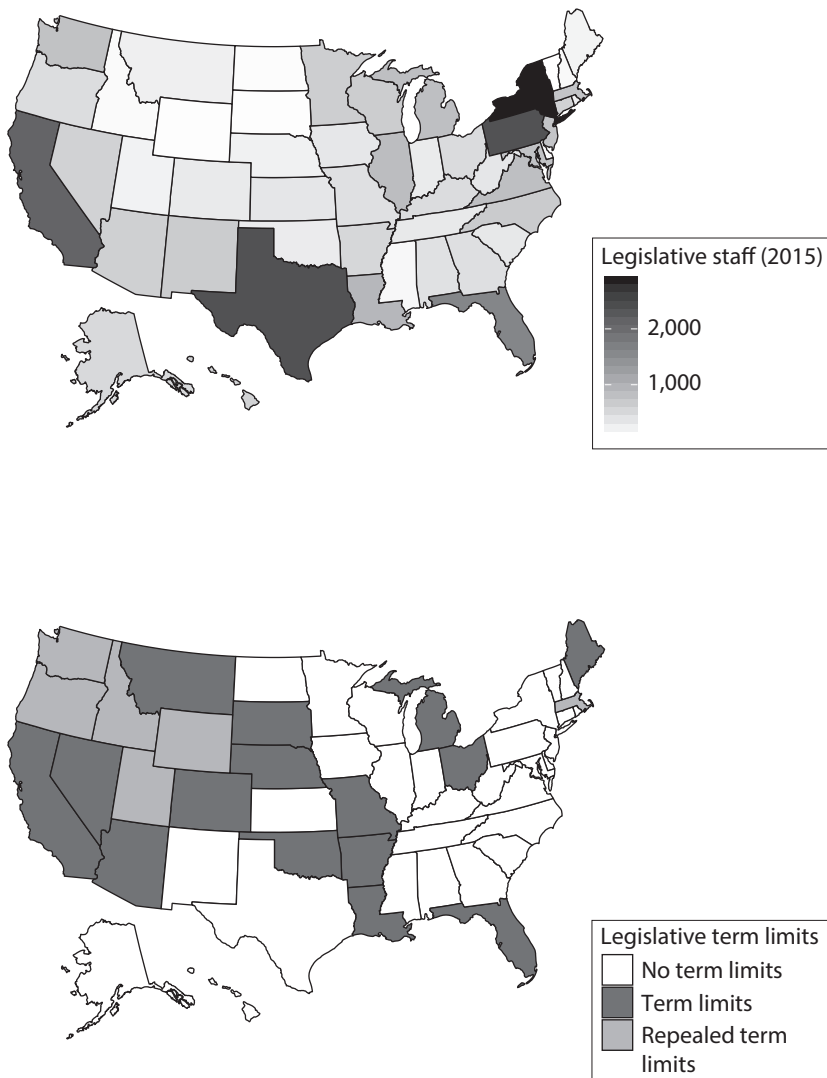 Legislative staff (2015)
2,000
1,000
Legislative term limits
No term limits
Term limits
Repealed term
limits